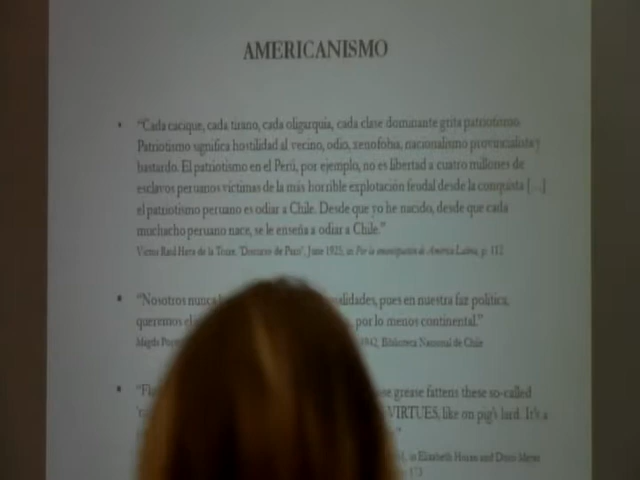 AMERICANISMO
• "Cada cacique, cada tirano, cada oligarquía, cada clase dominante grita patriotismo.
Patriotismo significa hostilidad al vecino, odio, xenofobia, nacionalismo provincialista y
bastardo. El patriotismo en el Perú, por ejemplo, no es libertad a cuatro millones de
esclavos peruanos víctimas de la más horrible explotación feudal desde la conquista [...]
el patriotismo peruano es odiar a Chile. Desde que yo he nacido, desde que cada
muchacho peruano nace, se le enseña a odiar a Chile."
Víctor Raúl Haya de la Torre, June 1925, in Por la emancipación de América Latina, p. 112
• "Nosotros nunca pues en nuestra faz política,
queremos por lo menos continental."
Magda 1942, Biblioteca Nacional de Chile
• grease fattens these so-called
VIRTUES, like on pig's lard. It's a
in Elizabeth Horan and Doris Meyer